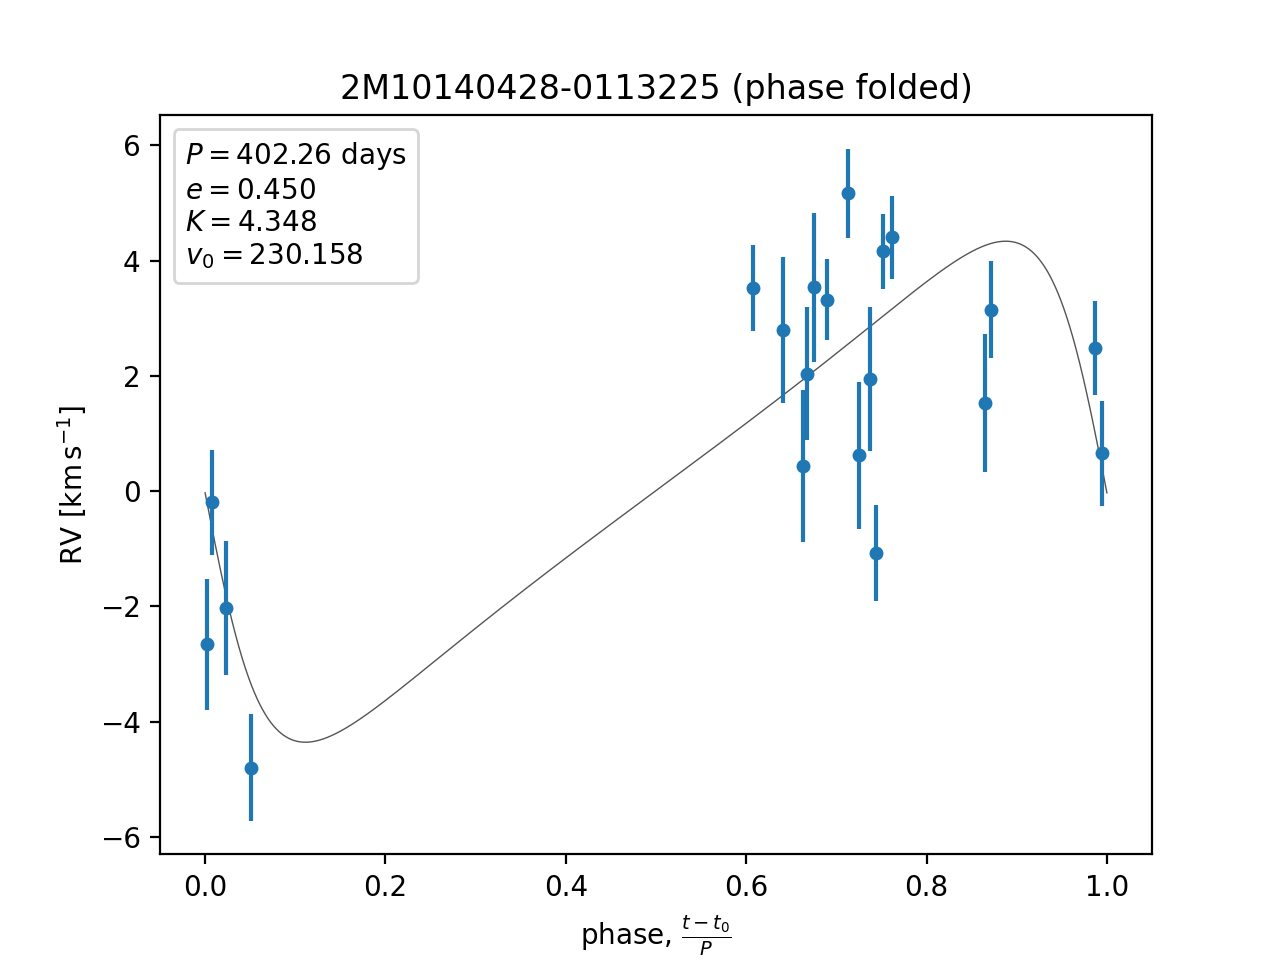 2M10140428-0113225 (phase folded)
P = 402.26 days
e = 0.450
K = 4.348
v₀ = 230.158
6
4
2
0
−2
−4
−6
RV [km s⁻¹]
0.0 0.2 0.4 0.6 0.8 1.0
phase, (t − t₀)/P